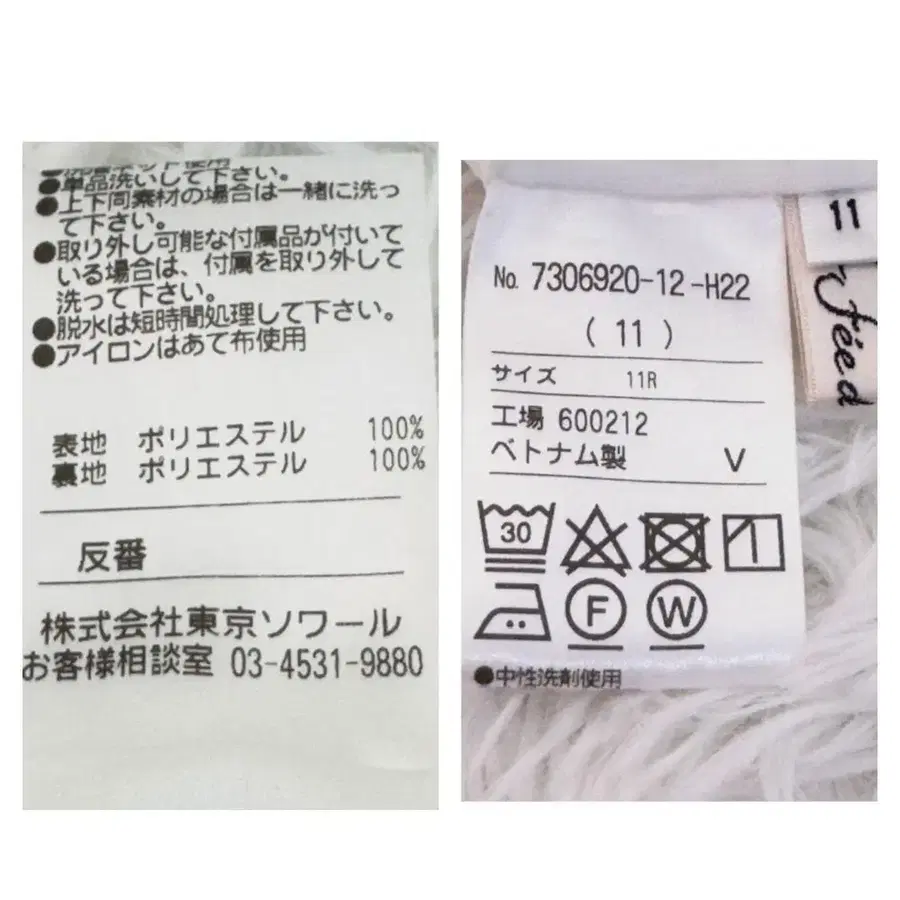 ●単品洗いして下さい。
●上下同素材の場合は一緒に洗っ
て下さい。
●取り外し可能な付属品が付いて
いる場合は、付属を取り外して
洗って下さい。
●脱水は短時間処理して下さい。
●アイロンはあて布使用
表地 ポリエステル 100%
裏地 ポリエステル 100%
反番
株式会社東京ソワール
お客様相談室 03-4531-9880
No. 7306920-12-H22
( 11 )
サイズ 11R
工場 600212
ベトナム製 V
30
F W
●中性洗剤使用
11